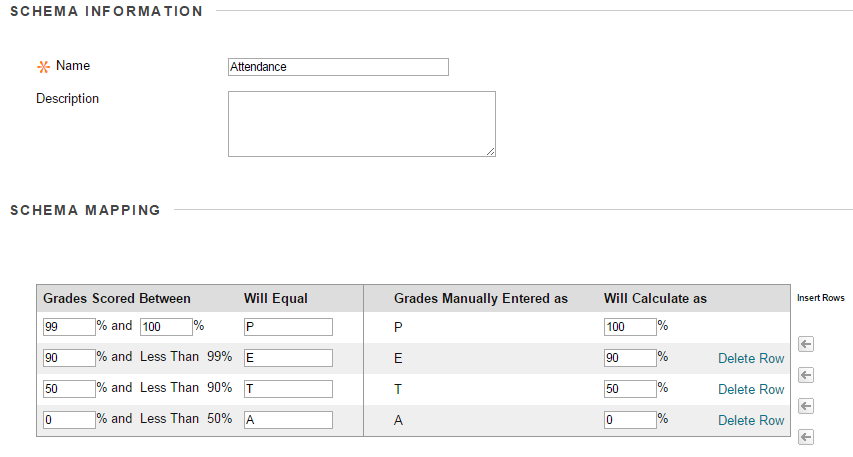 SCHEMA INFORMATION
Name Attendance
Description
SCHEMA MAPPING
Grades Scored Between Will Equal Grades Manually Entered as Will Calculate as Insert Rows
99 % and 100 % P P 100 %
90 % and Less Than 99% E E 90 % Delete Row
50 % and Less Than 90% T T 50 % Delete Row
0 % and Less Than 50% A A 0 % Delete Row